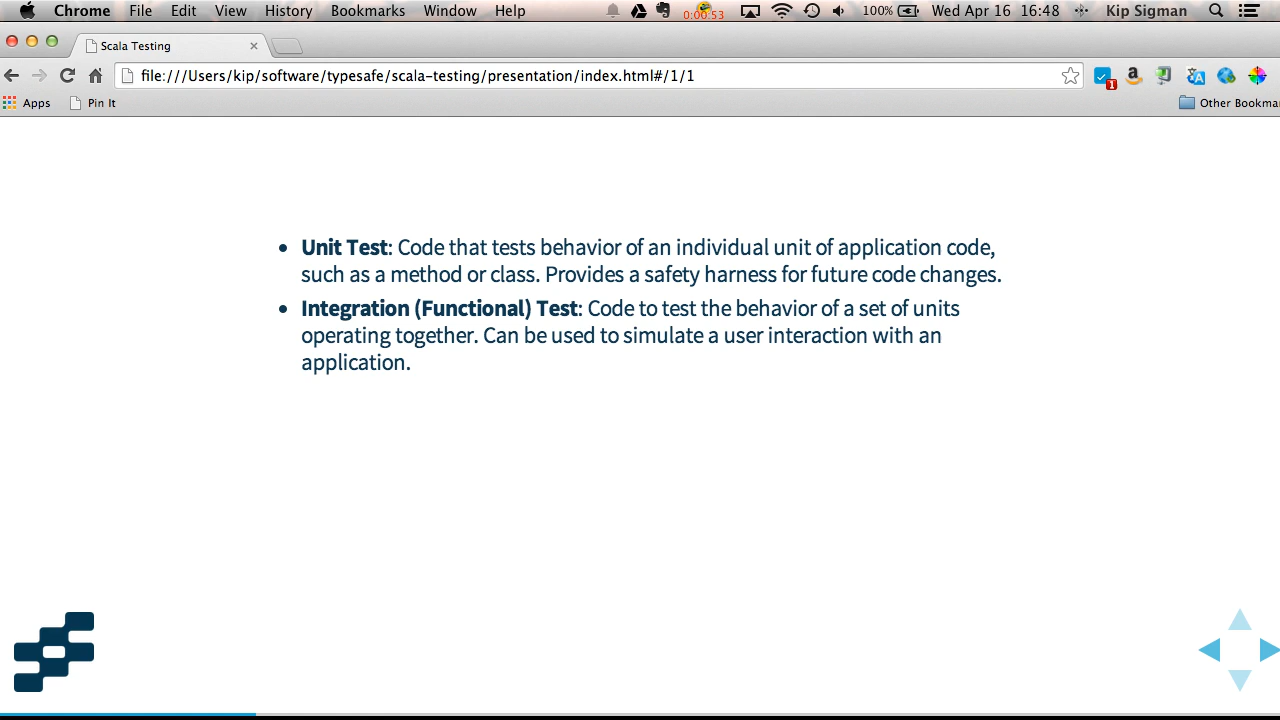 Chrome File Edit View History Bookmarks Window Help 0:00:53 100% Wed Apr 16 16:48 Kip Sigman
Scala Testing
file:///Users/kip/software/typesafe/scala-testing/presentation/index.html#/1/1
1
Apps Pin It Other Bookmar
• Unit Test: Code that tests behavior of an individual unit of application code,
such as a method or class. Provides a safety harness for future code changes.
• Integration (Functional) Test: Code to test the behavior of a set of units
operating together. Can be used to simulate a user interaction with an
application.